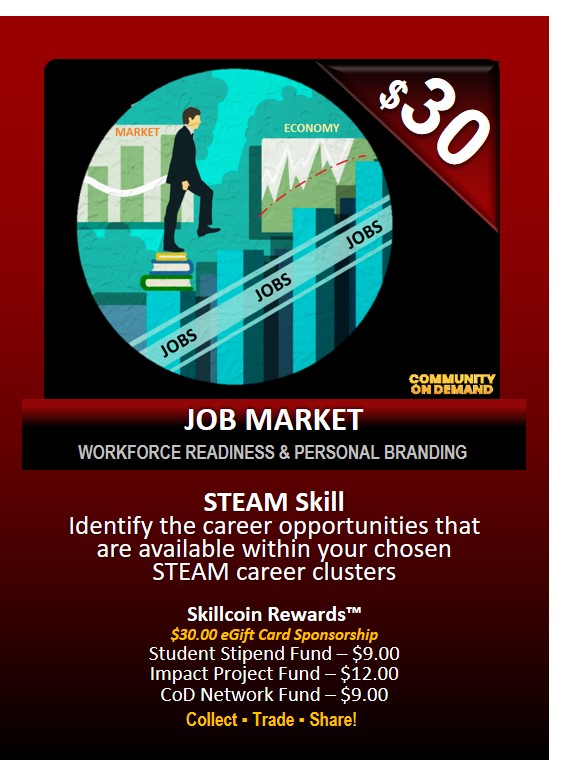 $30
MARKET
ECONOMY
JOBS
JOBS
JOBS
COMMUNITY
ON DEMAND
JOB MARKET
WORKFORCE READINESS & PERSONAL BRANDING
STEAM Skill
Identify the career opportunities that
are available within your chosen
STEAM career clusters
Skillcoin Rewards™
$30.00 eGift Card Sponsorship
Student Stipend Fund – $9.00
Impact Project Fund – $12.00
CoD Network Fund – $9.00
Collect ▪ Trade ▪ Share!